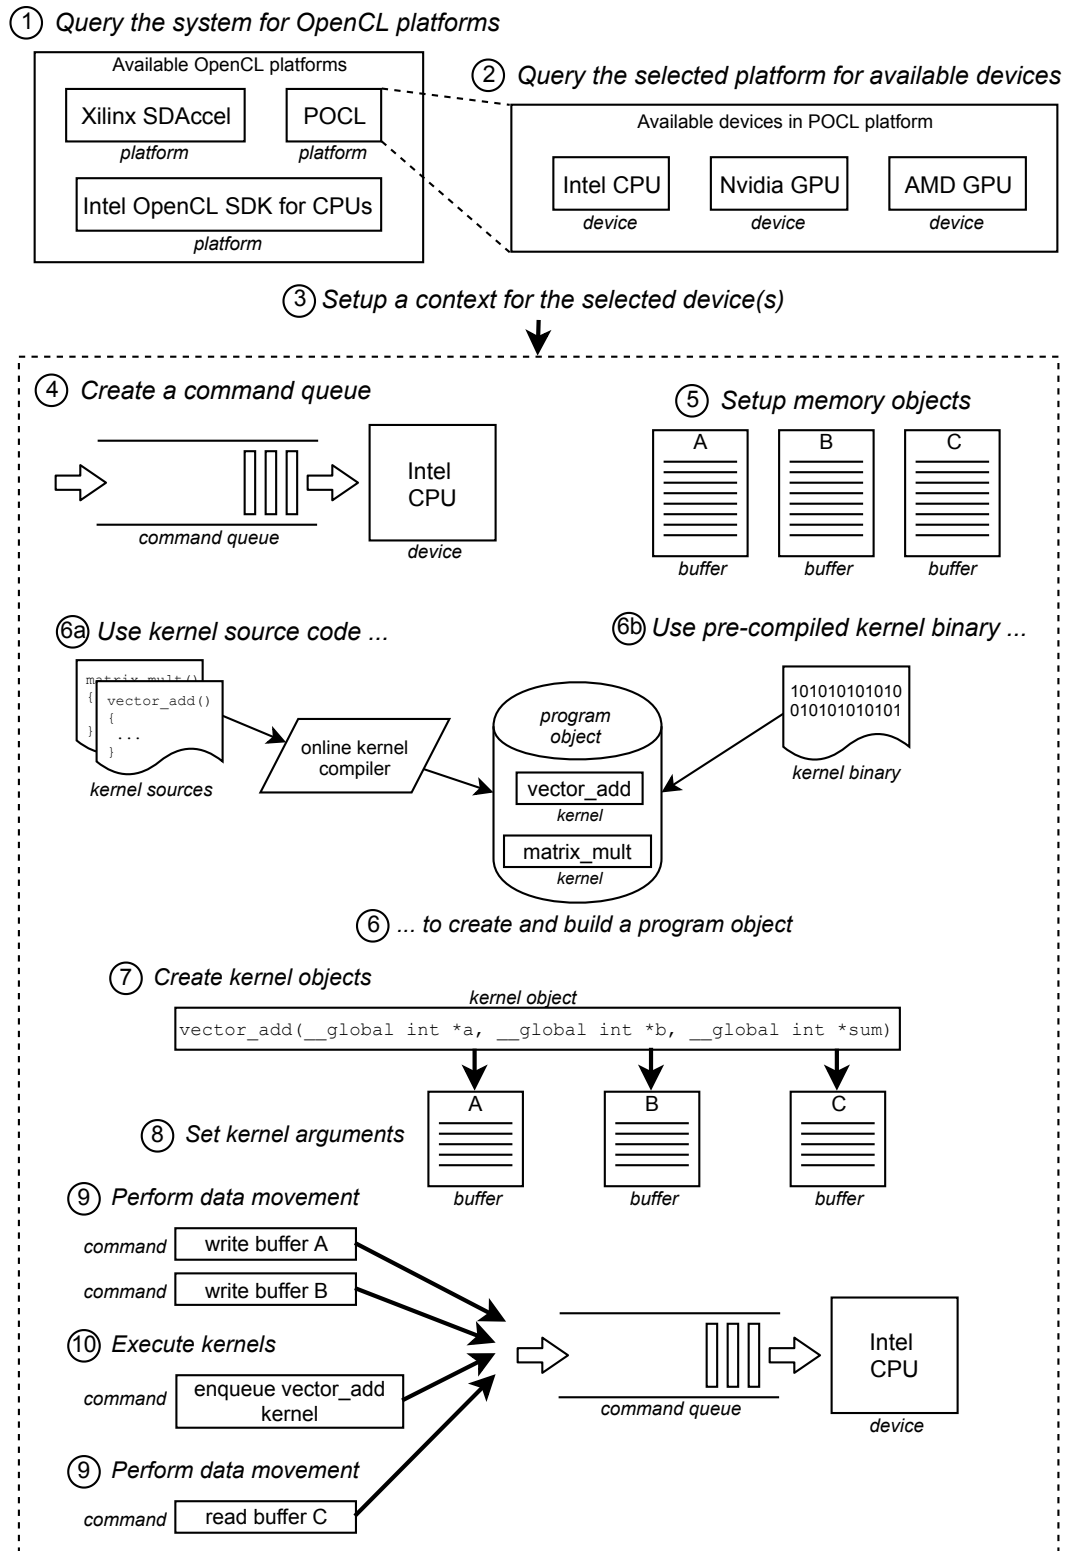 1 Query the system for OpenCL platforms
Available OpenCL platforms
Xilinx SDAccel
platform
POCL
platform
Intel OpenCL SDK for CPUs
platform
2 Query the selected platform for available devices
Available devices in POCL platform
Intel CPU
device
Nvidia GPU
device
AMD GPU
device
3 Setup a context for the selected device(s)
4 Create a command queue
command queue
Intel
CPU
device
5 Setup memory objects
A
buffer
B
buffer
C
buffer
6a Use kernel source code ...
matrix_mult()
{
}
vector_add()
{
...
}
kernel sources
online kernel
compiler
program
object
vector_add
kernel
matrix_mult
kernel
6b Use pre-compiled kernel binary ...
101010101010
010101010101
kernel binary
6 ... to create and build a program object
7 Create kernel objects
kernel object
vector_add(__global int *a, __global int *b, __global int *sum)
8 Set kernel arguments
A
buffer
B
buffer
C
buffer
9 Perform data movement
command write buffer A
command write buffer B
10 Execute kernels
command enqueue vector_add
kernel
9 Perform data movement
command read buffer C
command queue
Intel
CPU
device